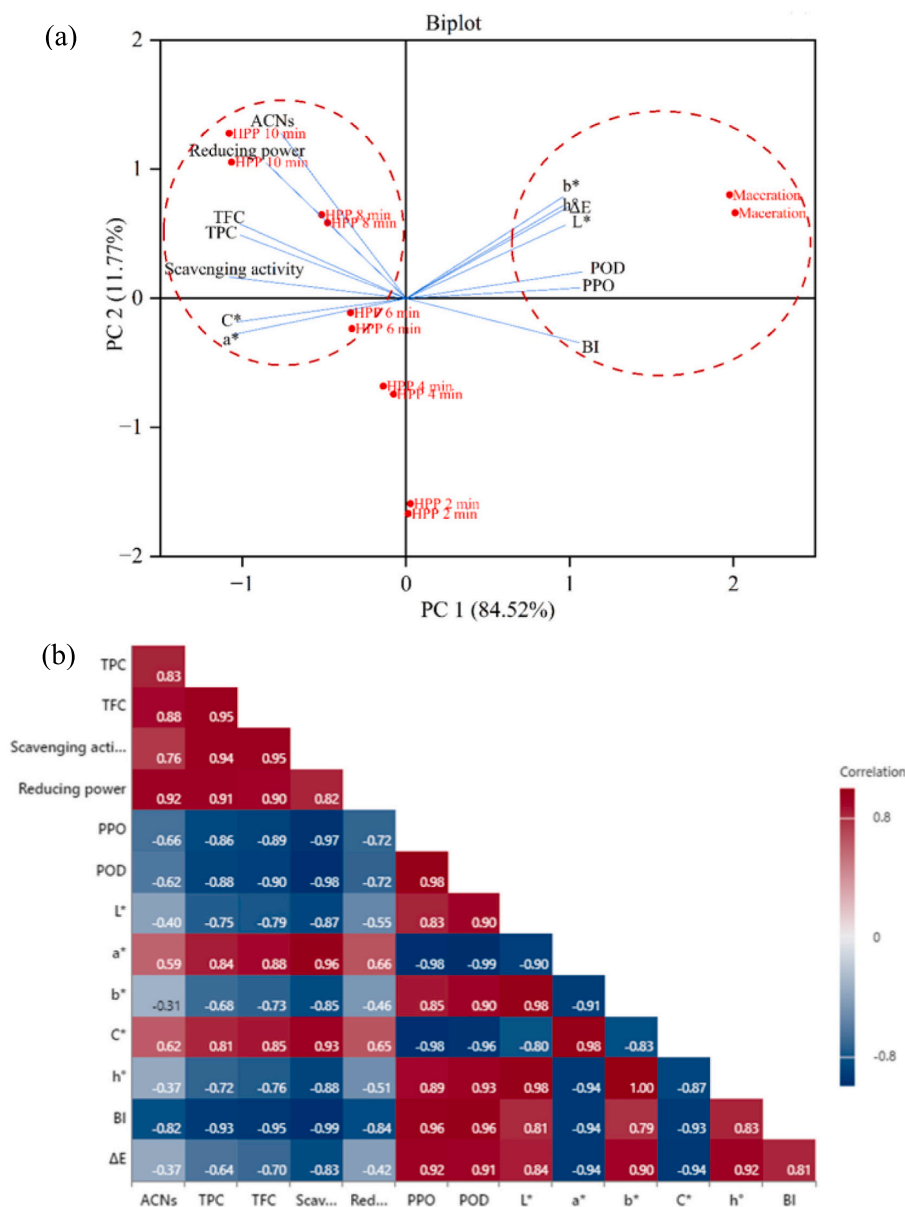 (a)
Biplot
2
1
0
−1
−2
PC 2 (11.77%)
ACNs
HPP 10 min
Reducing power
HPP 10 min
HPP 8 min
HPP 8 min
TFC
TPC
Scavenging activity
C*
a*
HPP 6 min
HPP 6 min
HPP 4 min
HPP 4 min
HPP 2 min
HPP 2 min
b*
h°
ΔE
L*
POD
PPO
BI
Maceration
Maceration
−1 0 1 2
PC 1 (84.52%)
(b)
TPC 0.83
TFC 0.88 0.95
Scavenging acti... 0.76 0.94 0.95
Reducing power 0.92 0.91 0.90 0.82
PPO -0.66 -0.86 -0.89 -0.97 -0.72
POD -0.62 -0.88 -0.90 -0.98 -0.72 0.98
L* -0.40 -0.75 -0.79 -0.87 -0.55 0.83 0.90
a* 0.59 0.84 0.88 0.96 0.66 -0.98 -0.99 -0.90
b* -0.31 -0.68 -0.73 -0.85 -0.46 0.85 0.90 0.98 -0.91
C* 0.62 0.81 0.85 0.93 0.65 -0.98 -0.96 -0.80 0.98 -0.83
h° -0.37 -0.72 -0.76 -0.88 -0.51 0.89 0.93 0.98 -0.94 1.00 -0.87
BI -0.82 -0.93 -0.95 -0.99 -0.84 0.96 0.96 0.81 -0.94 0.79 -0.93 0.83
ΔE -0.37 -0.64 -0.70 -0.83 -0.42 0.92 0.91 0.84 -0.94 0.90 -0.94 0.92 0.81
ACNs TPC TFC Scav... Red... PPO POD L* a* b* C* h° BI
Correlation
0.8
0
-0.8